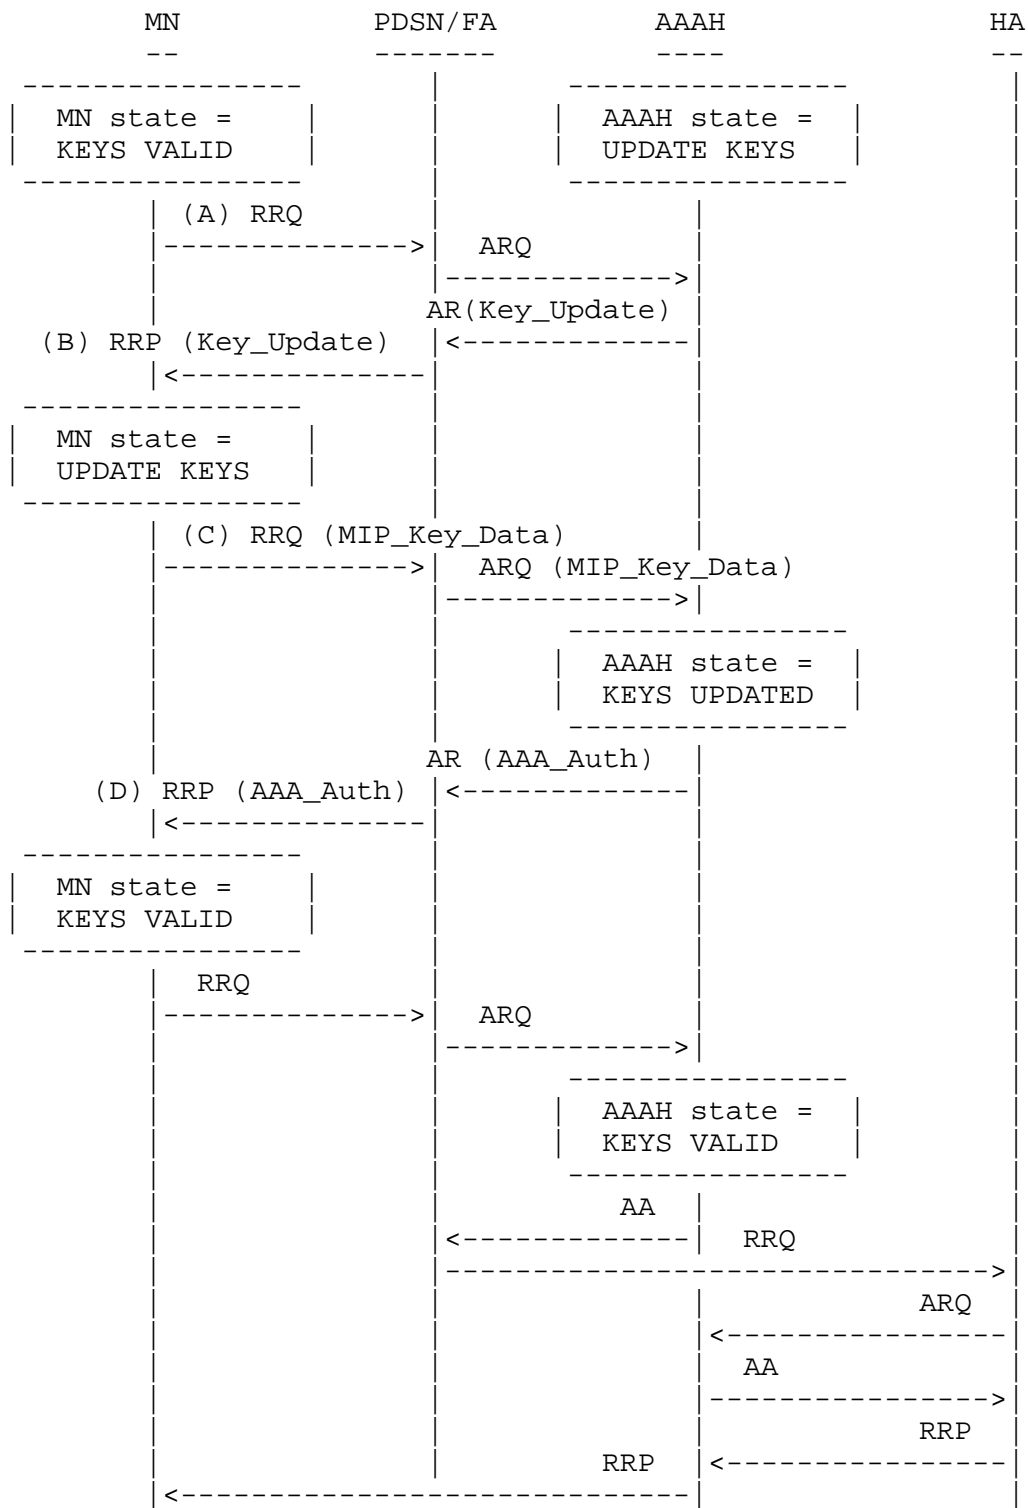 MN PDSN/FA AAAH HA
-- ------- ---- --
MN state = AAAH state =
KEYS VALID UPDATE KEYS
(A) RRQ
ARQ
AR(Key_Update)
(B) RRP (Key_Update)
MN state =
UPDATE KEYS
(C) RRQ (MIP_Key_Data)
ARQ (MIP_Key_Data)
AAAH state =
KEYS UPDATED
AR (AAA_Auth)
(D) RRP (AAA_Auth)
MN state =
KEYS VALID
RRQ
ARQ
AAAH state =
KEYS VALID
AA
RRQ
ARQ
AA
RRP
RRP